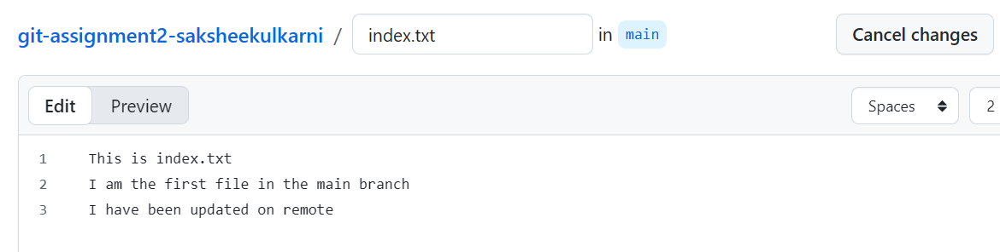 git-assignment2-saksheekulkarni / index.txt in main Cancel changes
Edit Preview Spaces 2
1 This is index.txt
2 I am the first file in the main branch
3 I have been updated on remote